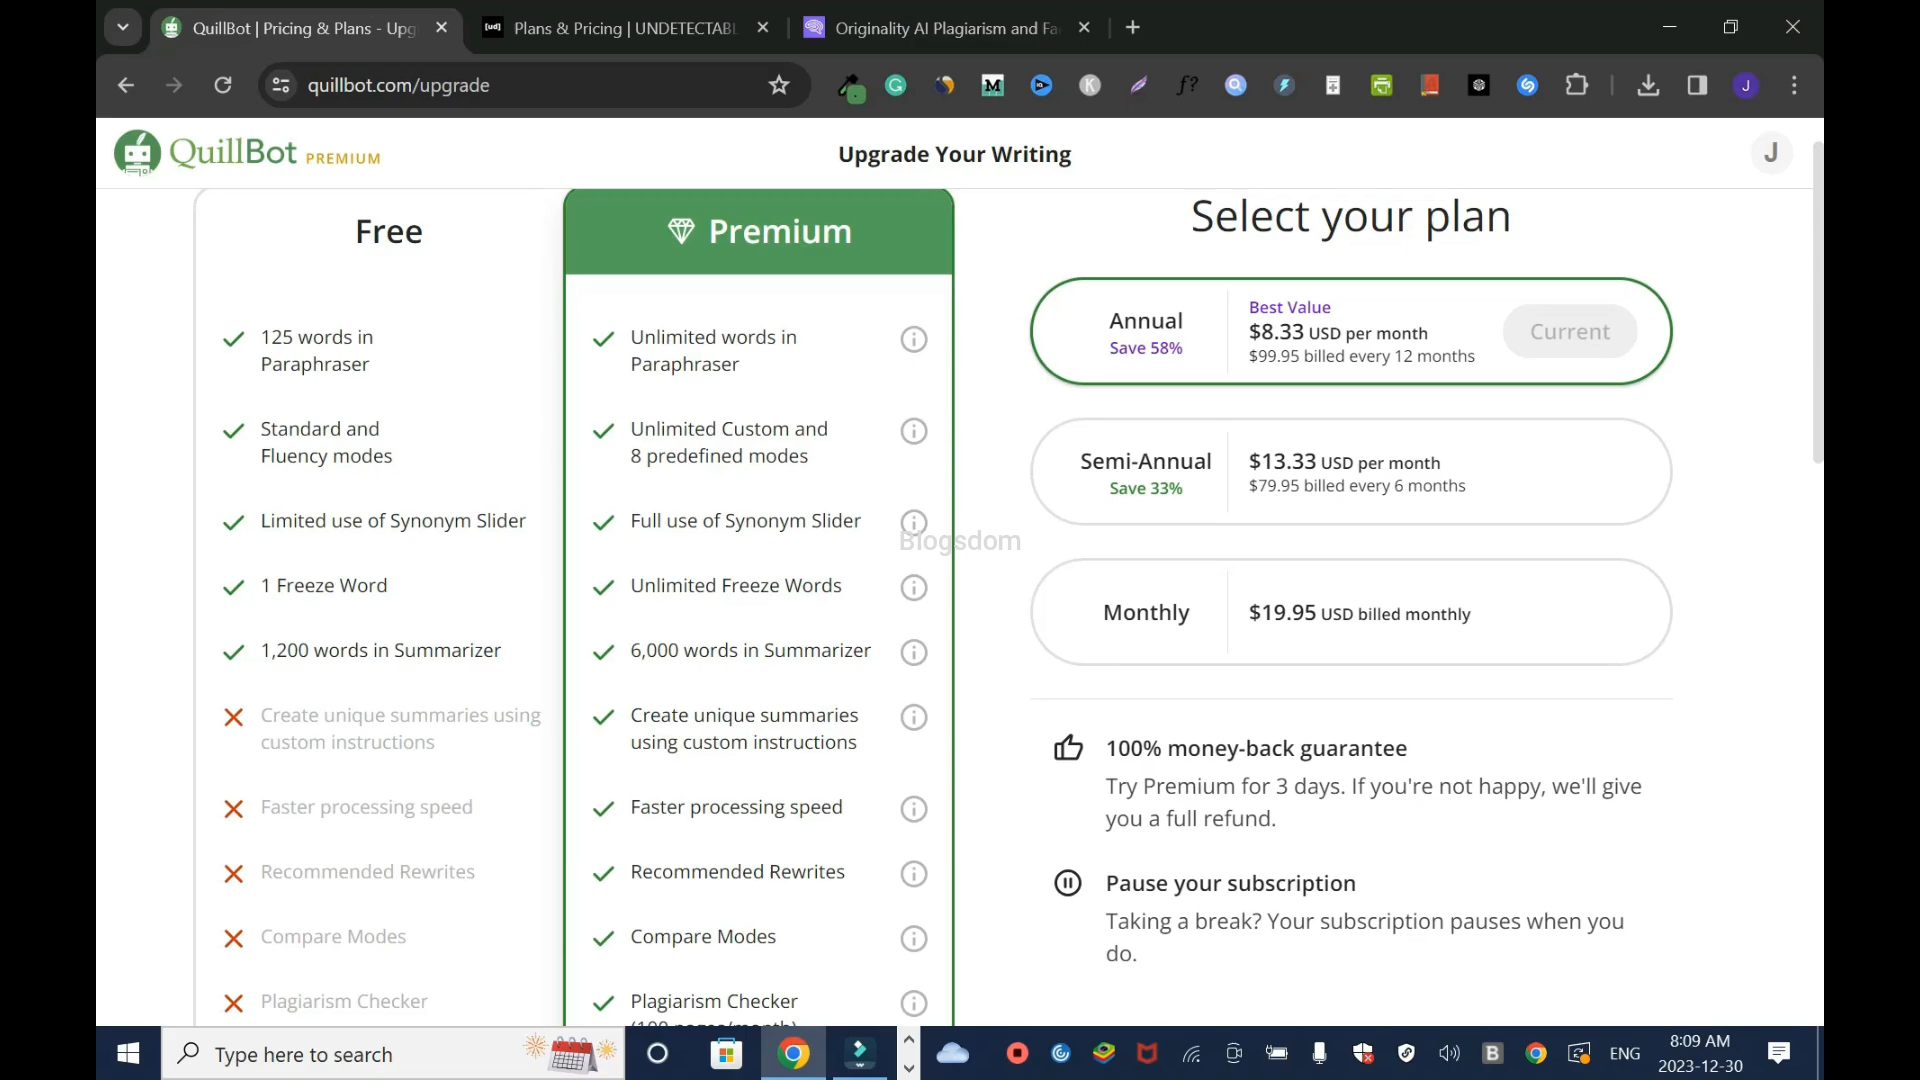 QuillBot | Pricing & Plans - Upg
[ud]
Plans & Pricing | UNDETECTABL
Originality AI Plagiarism and Fa
quillbot.com/upgrade
QuillBot PREMIUM
Upgrade Your Writing
J
Free
125 words in
Paraphraser
Standard and
Fluency modes
Limited use of Synonym Slider
1 Freeze Word
1,200 words in Summarizer
Create unique summaries using
custom instructions
Faster processing speed
Recommended Rewrites
Compare Modes
Plagiarism Checker
Premium
Unlimited words in
Paraphraser
Unlimited Custom and
8 predefined modes
Full use of Synonym Slider
Unlimited Freeze Words
6,000 words in Summarizer
Create unique summaries
using custom instructions
Faster processing speed
Recommended Rewrites
Compare Modes
Plagiarism Checker
(100 pages/month)
Blogsdom
Select your plan
Annual
Save 58%
Best Value
$8.33 USD per month
$99.95 billed every 12 months
Current
Semi-Annual
Save 33%
$13.33 USD per month
$79.95 billed every 6 months
Monthly
$19.95 USD billed monthly
100% money-back guarantee
Try Premium for 3 days. If you're not happy, we'll give
you a full refund.
Pause your subscription
Taking a break? Your subscription pauses when you
do.
Type here to search
ENG
8:09 AM
2023-12-30